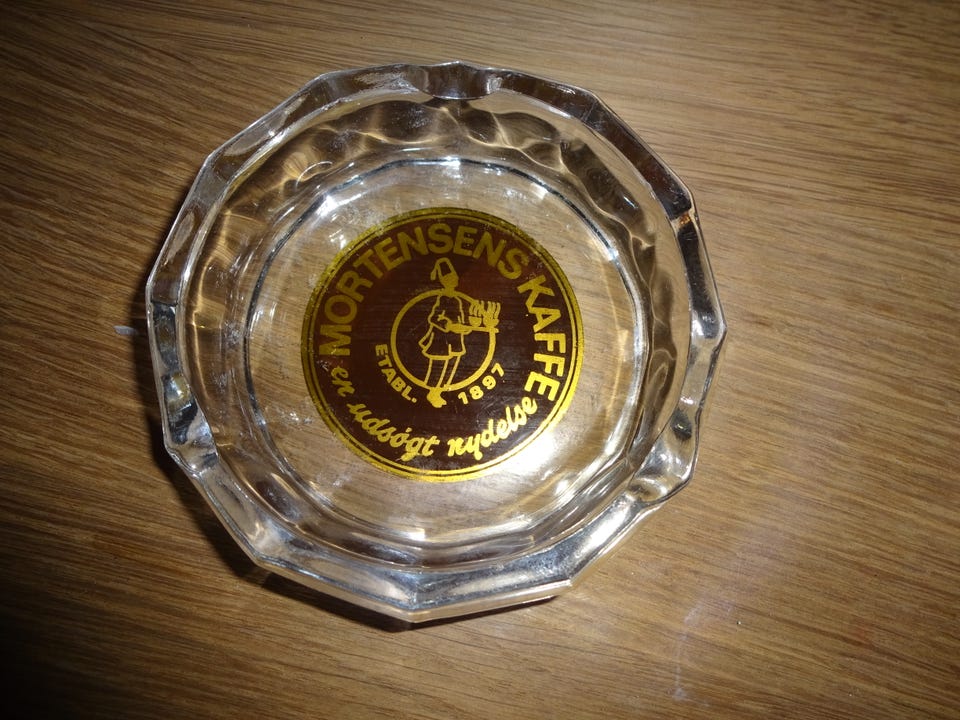 MORTENSENS KAFFE
ETABL. 1897
en udsøgt nydelse